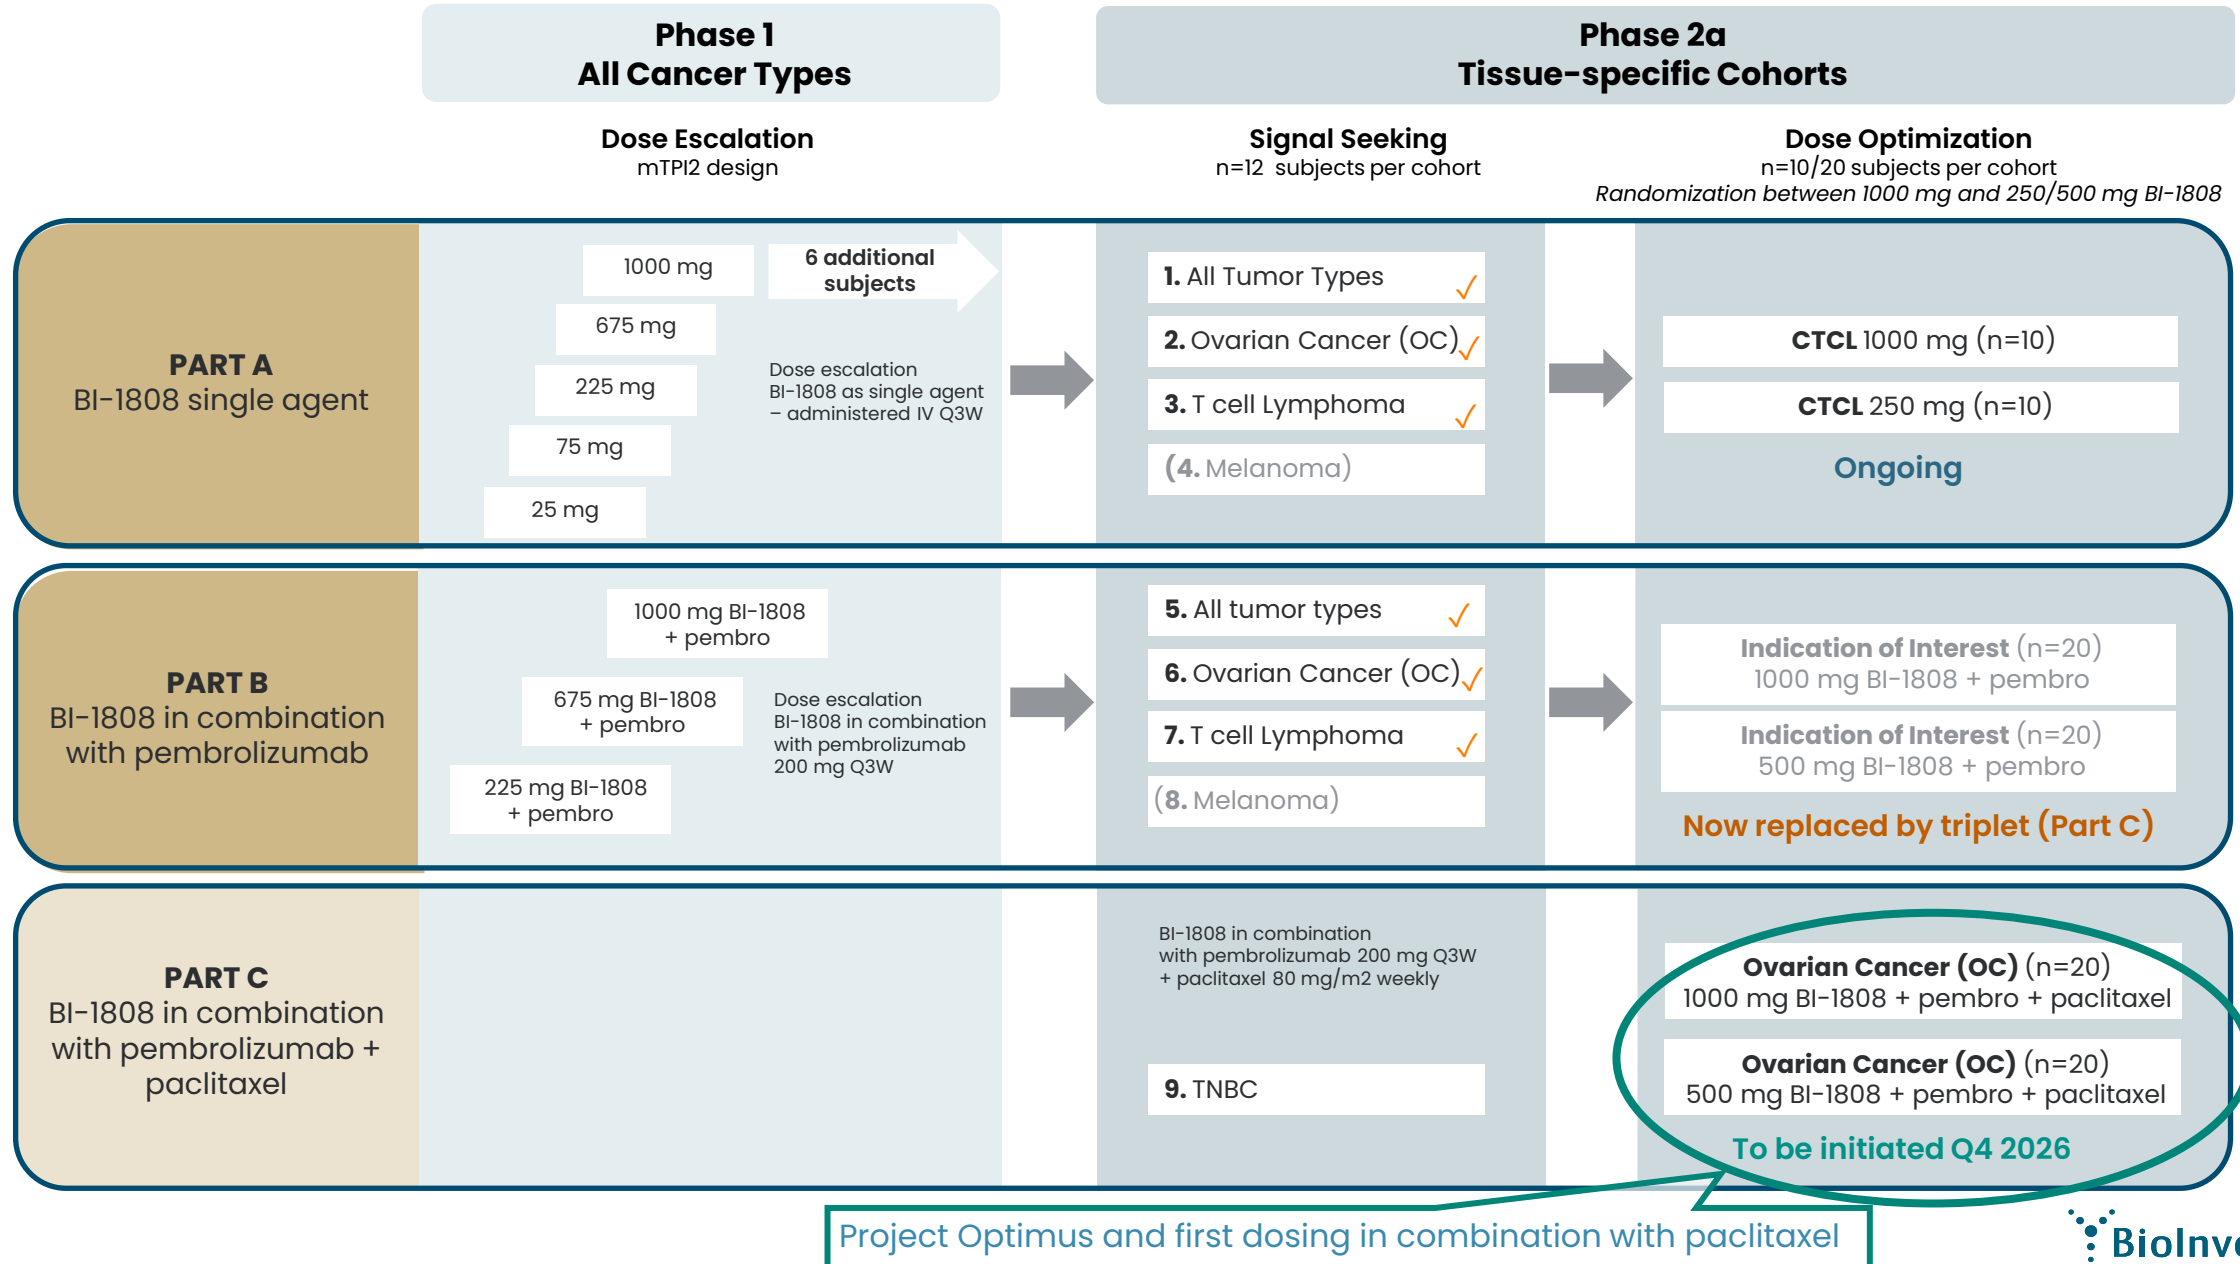 Phase 1
All Cancer Types
Phase 2a
Tissue-specific Cohorts
Dose Escalation
mTPI2 design
Signal Seeking
n=12 subjects per cohort
Dose Optimization
n=10/20 subjects per cohort
Randomization between 1000 mg and 250/500 mg BI-1808
PART A
BI-1808 single agent
1000 mg
675 mg
225 mg
75 mg
25 mg
6 additional
subjects
Dose escalation
BI-1808 as single agent
– administered IV Q3W
1. All Tumor Types ✓
2. Ovarian Cancer (OC) ✓
3. T cell Lymphoma ✓
(4. Melanoma)
CTCL 1000 mg (n=10)
CTCL 250 mg (n=10)
Ongoing
PART B
BI-1808 in combination
with pembrolizumab
1000 mg BI-1808
+ pembro
675 mg BI-1808
+ pembro
225 mg BI-1808
+ pembro
Dose escalation
BI-1808 in combination
with pembrolizumab
200 mg Q3W
5. All tumor types ✓
6. Ovarian Cancer (OC) ✓
7. T cell Lymphoma ✓
(8. Melanoma)
Indication of Interest (n=20)
1000 mg BI-1808 + pembro
Indication of Interest (n=20)
500 mg BI-1808 + pembro
Now replaced by triplet (Part C)
PART C
BI-1808 in combination
with pembrolizumab +
paclitaxel
BI-1808 in combination
with pembrolizumab 200 mg Q3W
+ paclitaxel 80 mg/m2 weekly
9. TNBC
Ovarian Cancer (OC) (n=20)
1000 mg BI-1808 + pembro + paclitaxel
Ovarian Cancer (OC) (n=20)
500 mg BI-1808 + pembro + paclitaxel
To be initiated Q4 2026
Project Optimus and first dosing in combination with paclitaxel